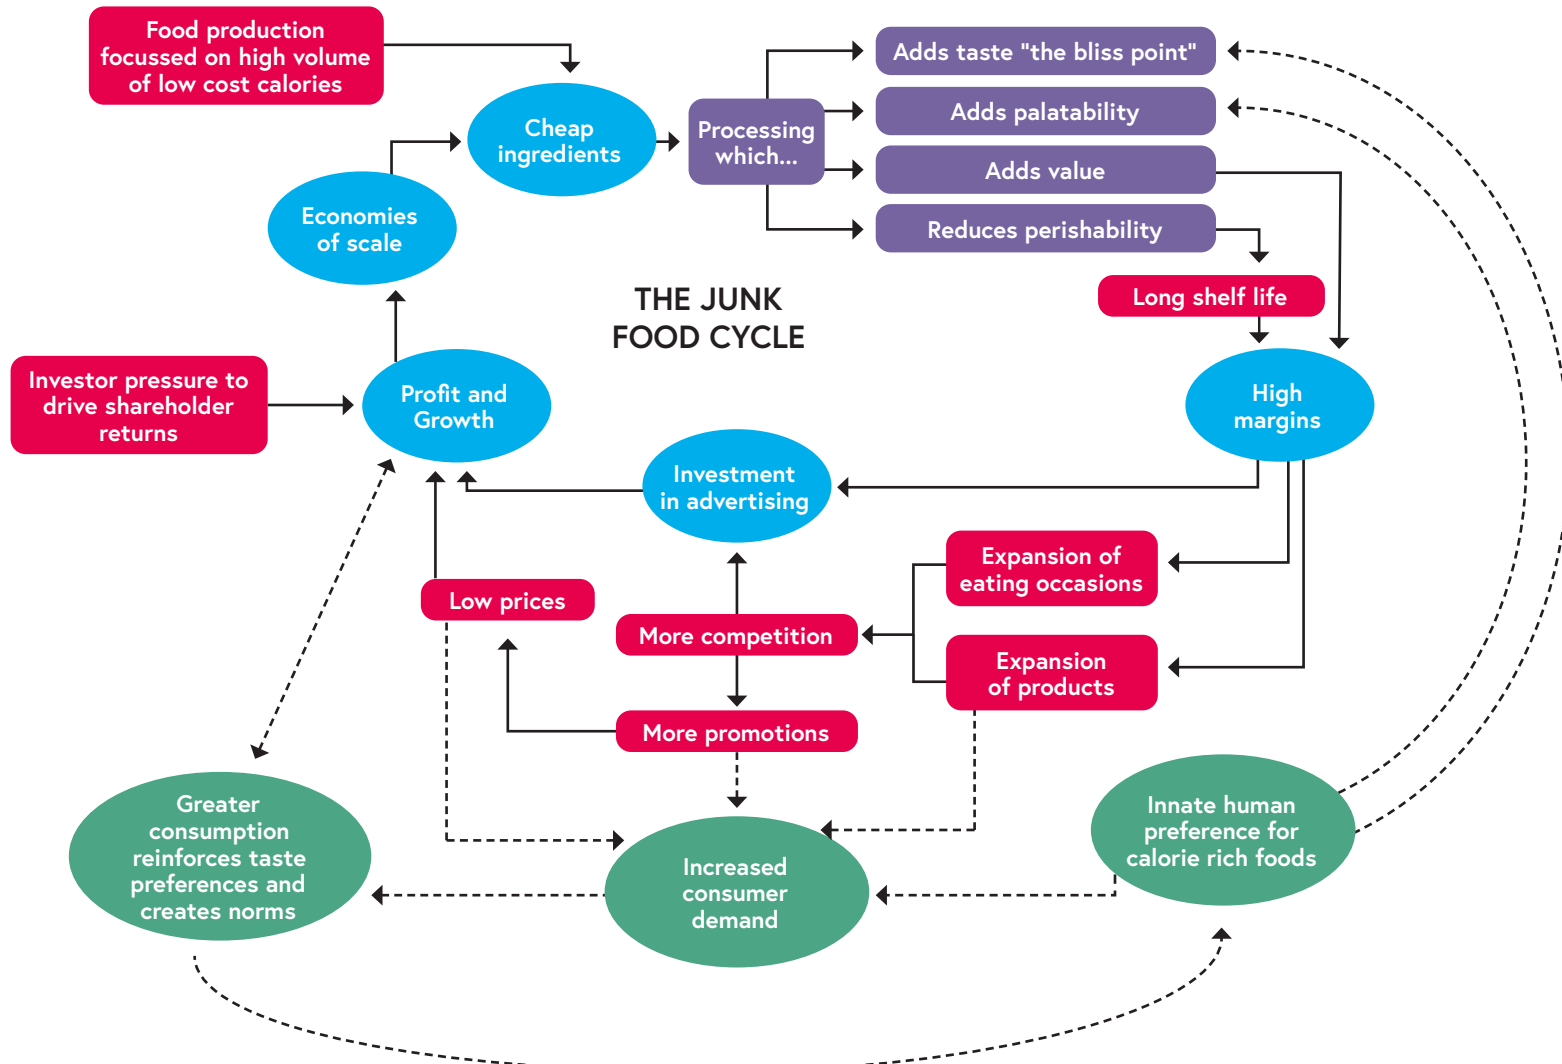 Food production
focussed on high volume
of low cost calories
Cheap
ingredients
Processing
which...
Adds taste "the bliss point"
Adds palatability
Adds value
Reduces perishability
Economies
of scale
THE JUNK
FOOD CYCLE
Long shelf life
Investor pressure to
drive shareholder
returns
Profit and
Growth
High
margins
Investment
in advertising
Expansion of
eating occasions
Low prices
More competition
Expansion
of products
More promotions
Greater
consumption
reinforces taste
preferences and
creates norms
Increased
consumer
demand
Innate human
preference for
calorie rich foods